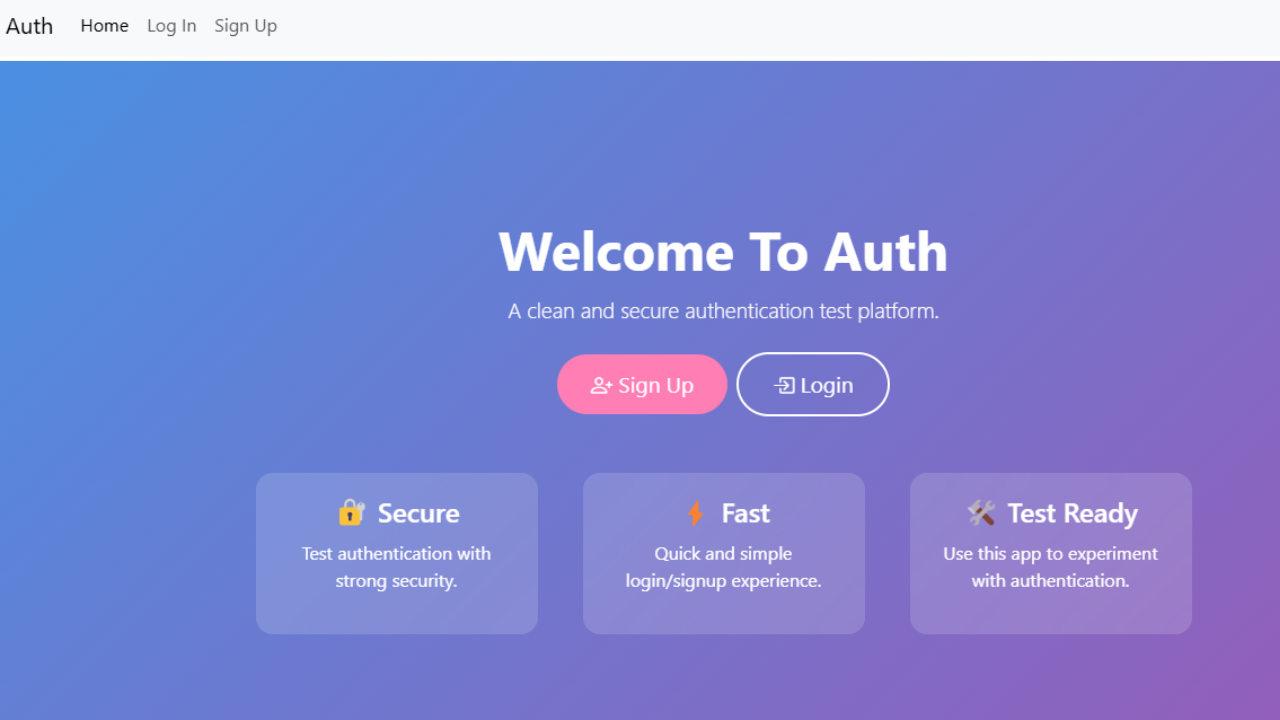 Auth Home Log In Sign Up
Welcome To Auth
A clean and secure authentication test platform.
Sign Up Login
Secure
Test authentication with
strong security.
Fast
Quick and simple
login/signup experience.
Test Ready
Use this app to experiment
with authentication.